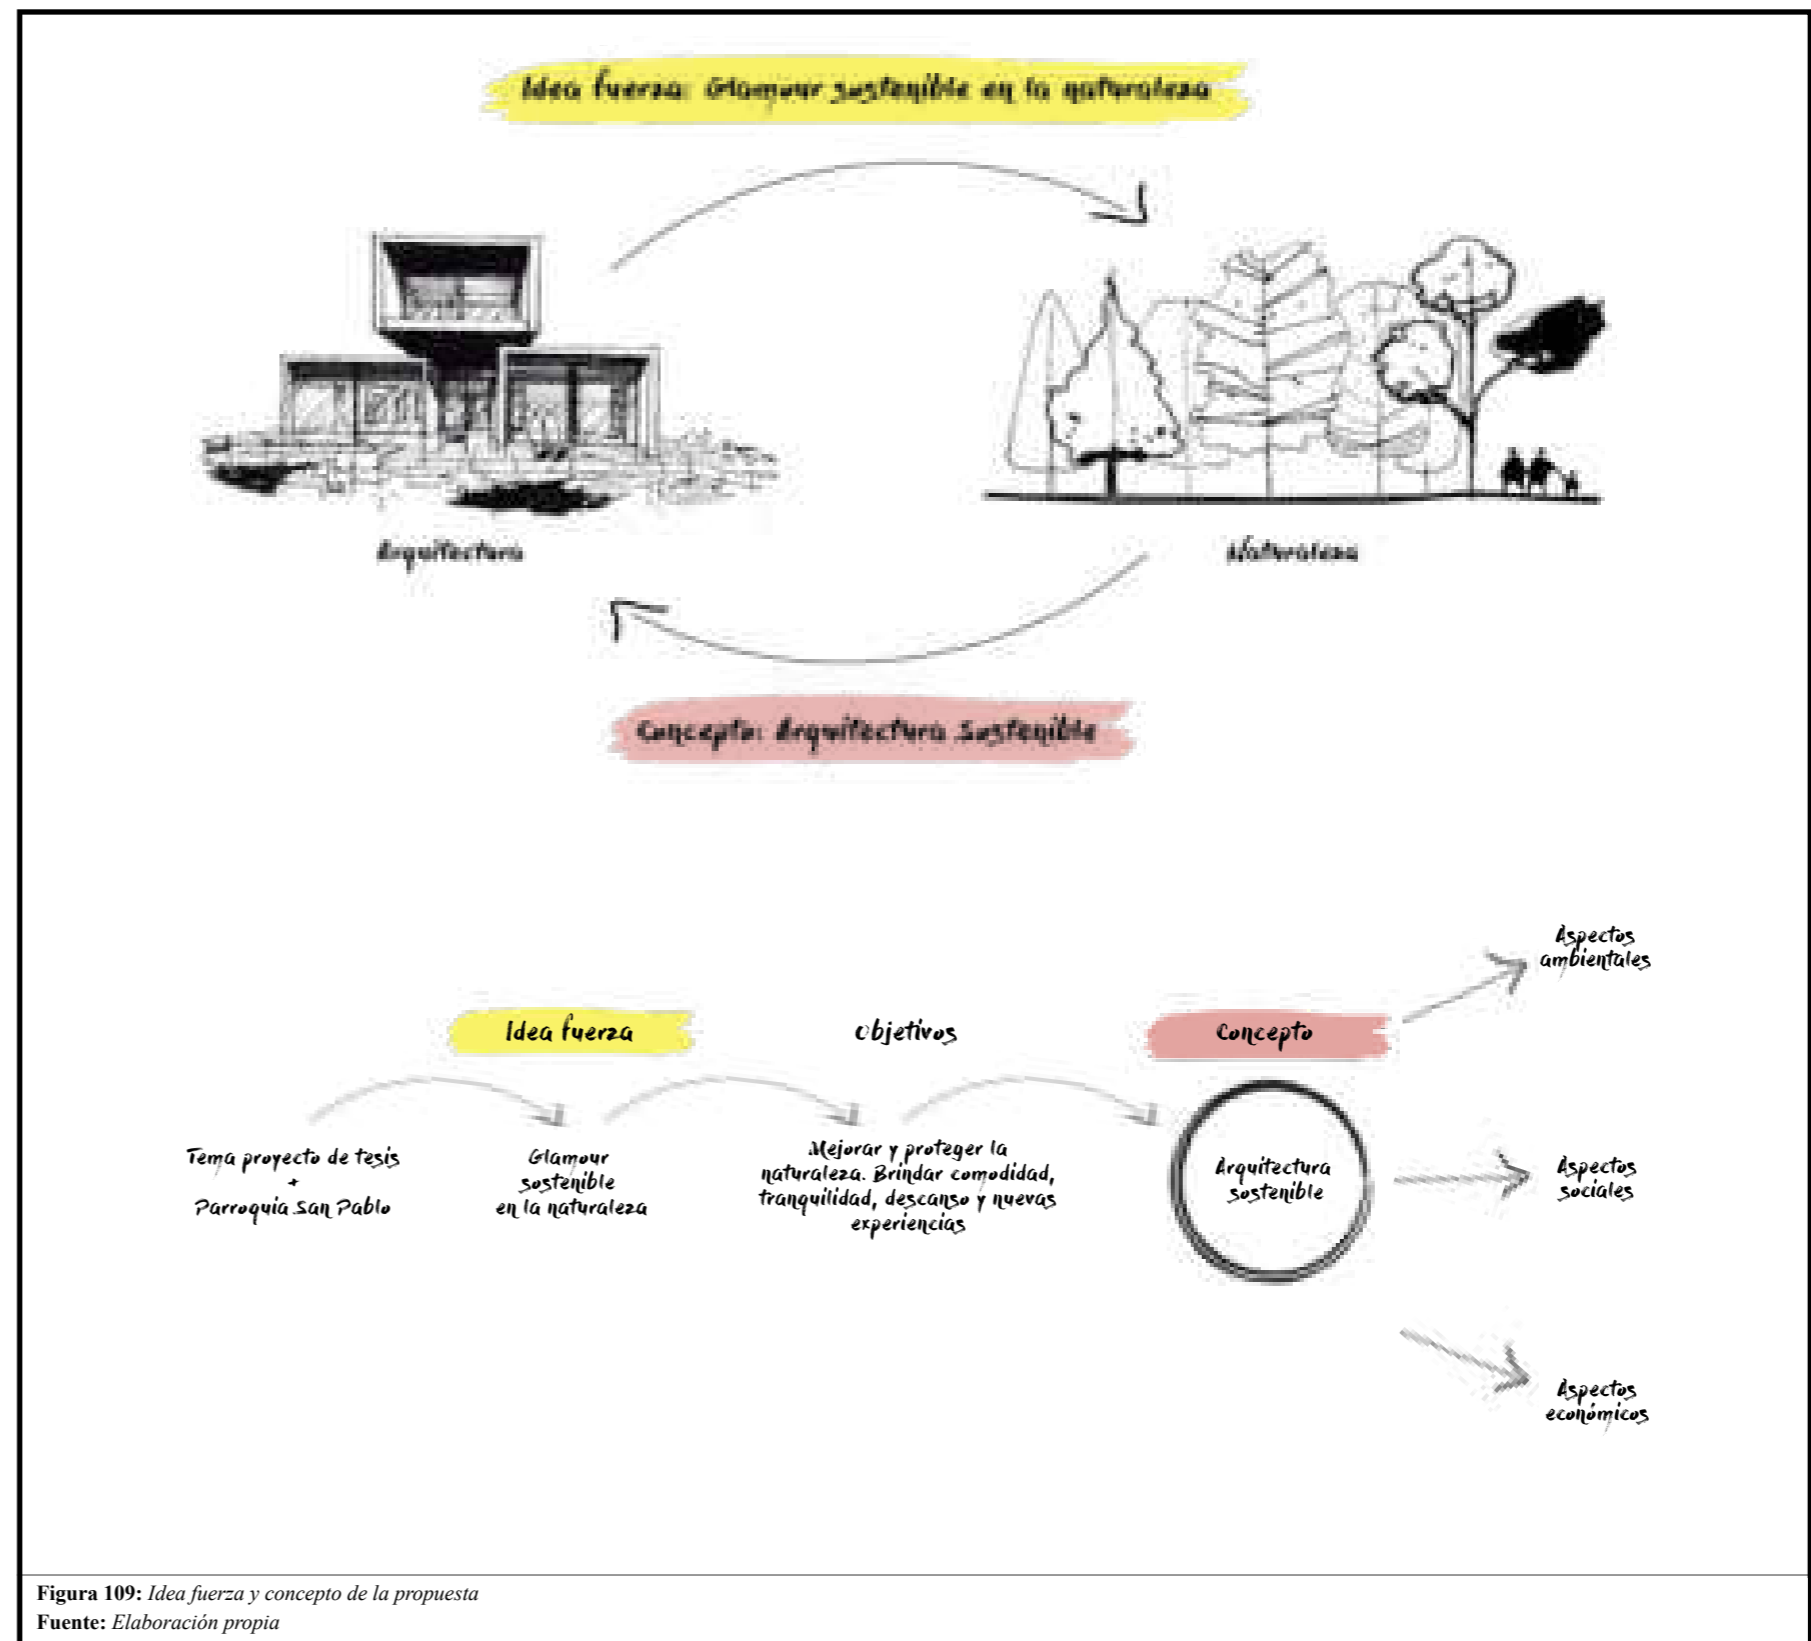 Idea fuerza: Glamour sostenible en la naturaleza
Arquitectura
Naturaleza
Concepto: Arquitectura Sostenible
Idea fuerza
Objetivos
Concepto
Tema proyecto de tesis
+
Parroquia San Pablo
Glamour
sostenible
en la naturaleza
Mejorar y proteger la
naturaleza. Brindar comodidad,
tranquilidad, descanso y nuevas
experiencias
Arquitectura
sostenible
Aspectos
ambientales
Aspectos
sociales
Aspectos
económicos
Figura 109: Idea fuerza y concepto de la propuesta
Fuente: Elaboración propia